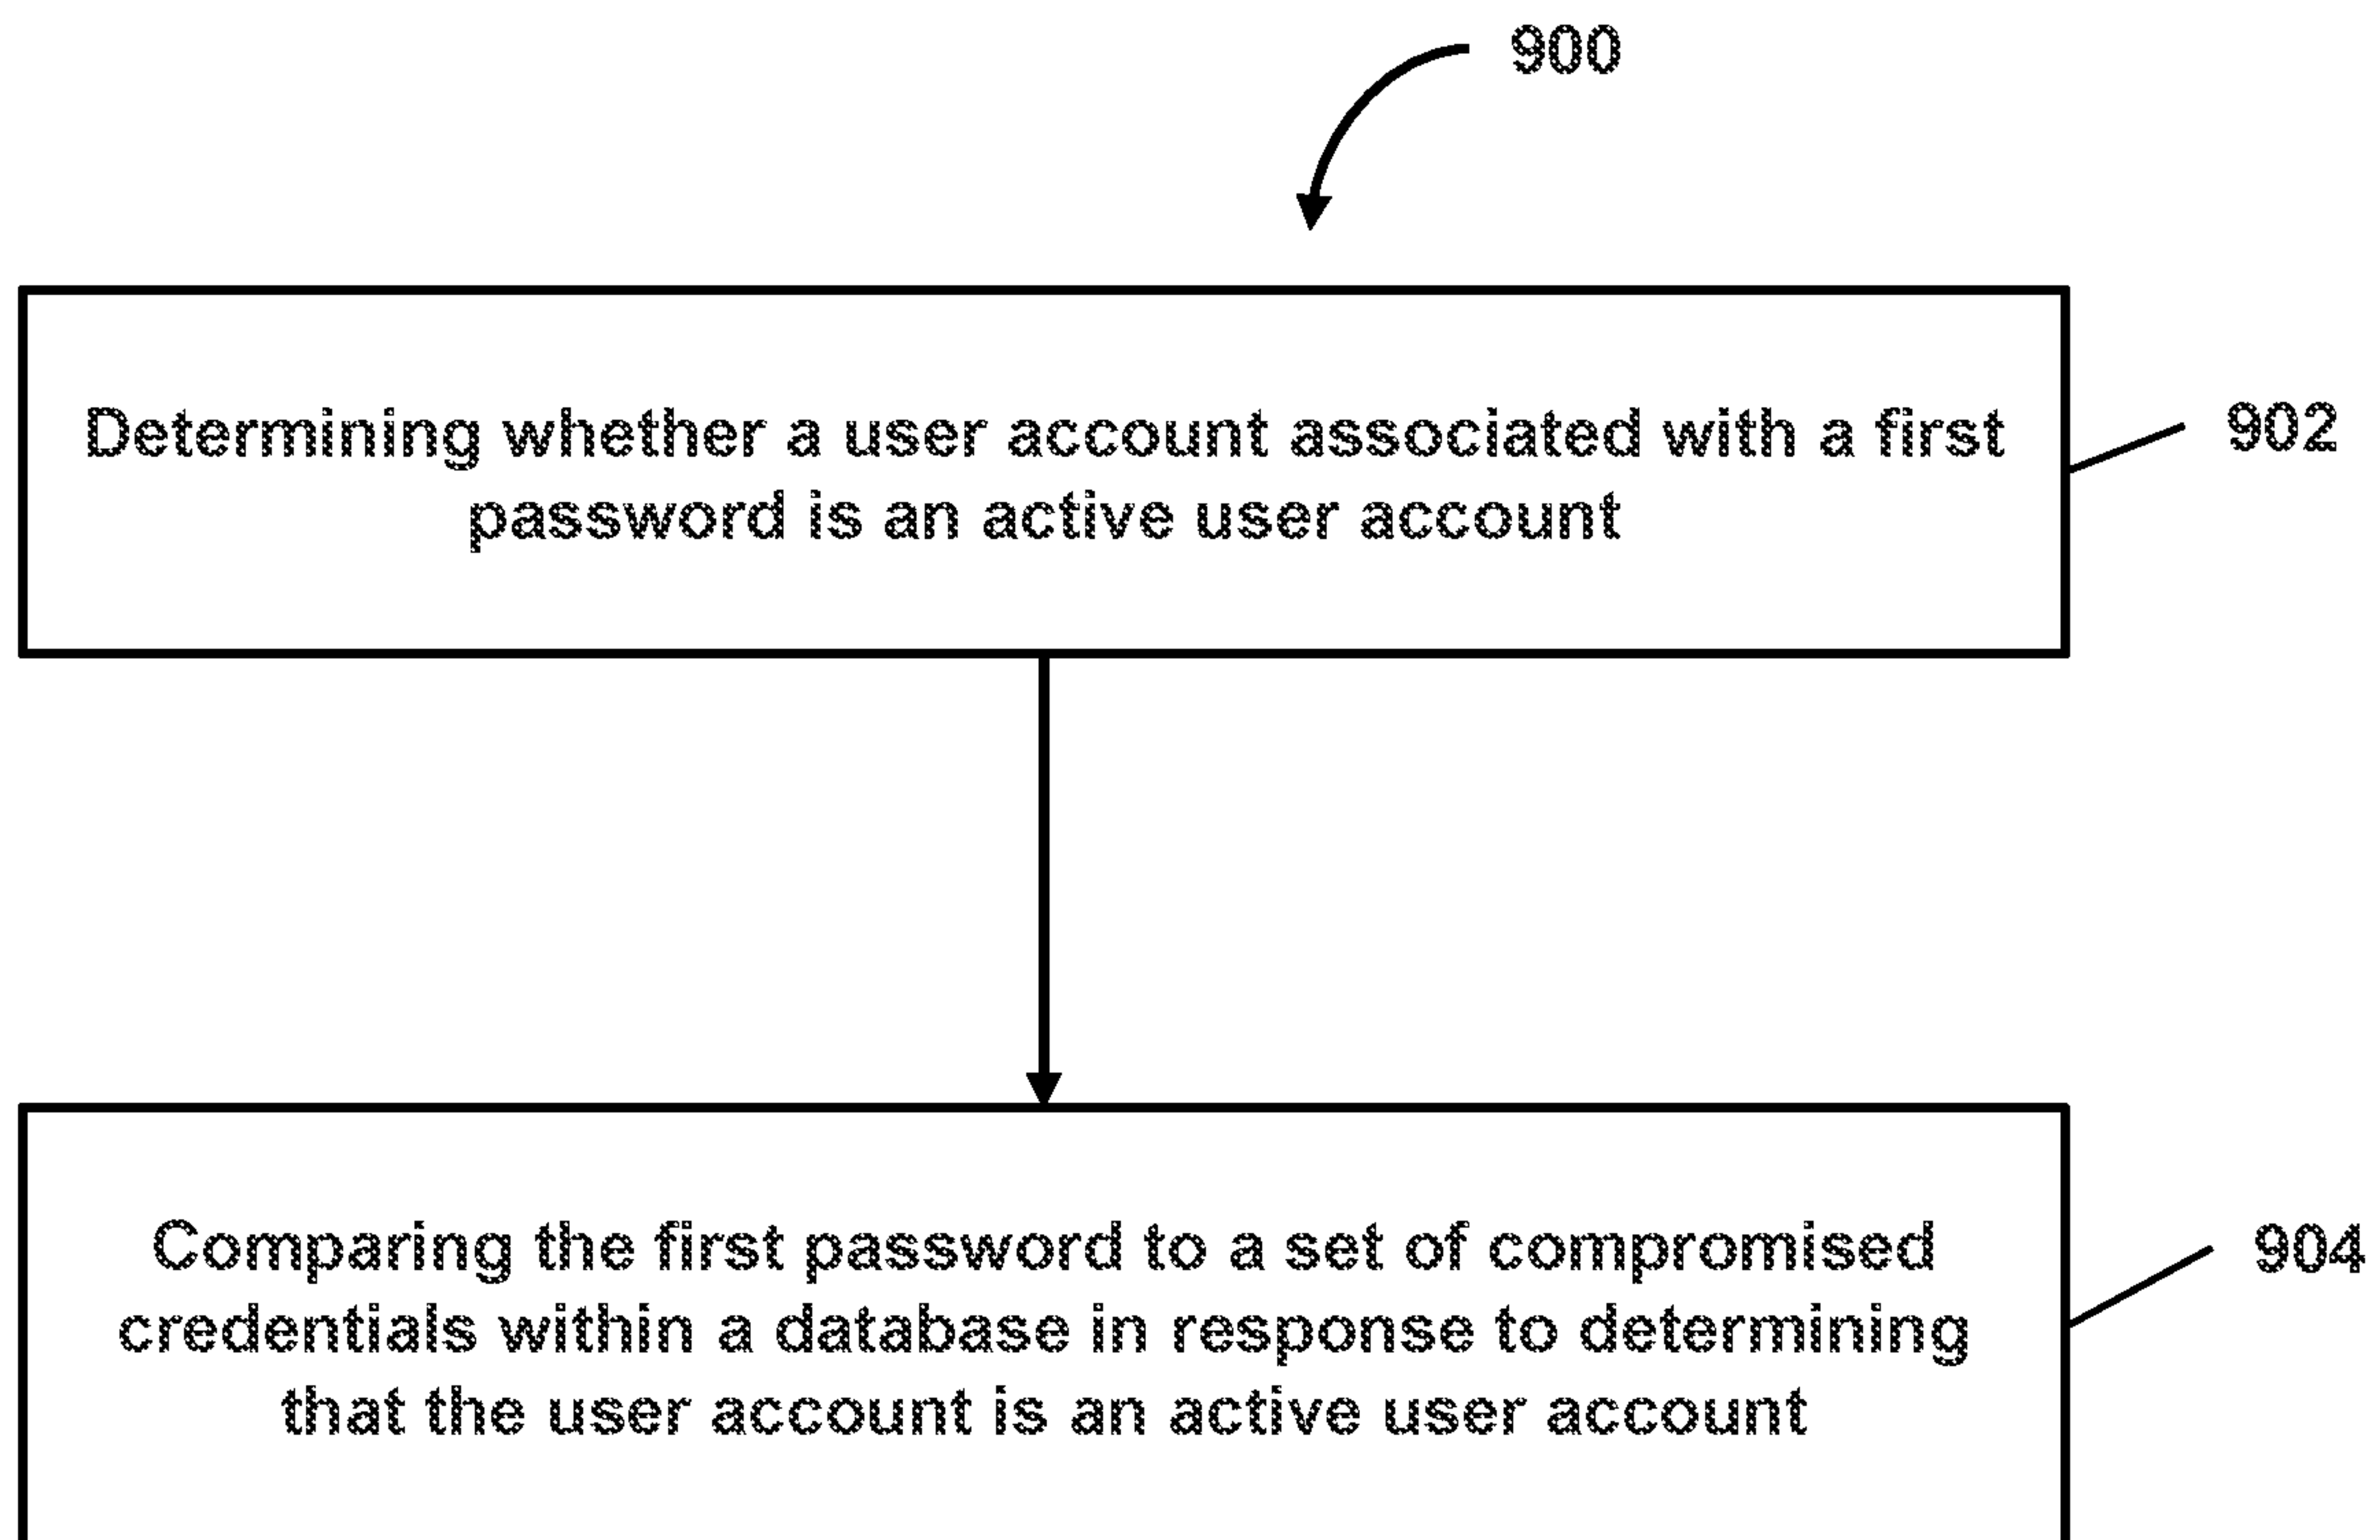 900
Determining whether a user account associated with a first
password is an active user account
902
Comparing the first password to a set of compromised
credentials within a database in response to determining
that the user account is an active user account
904